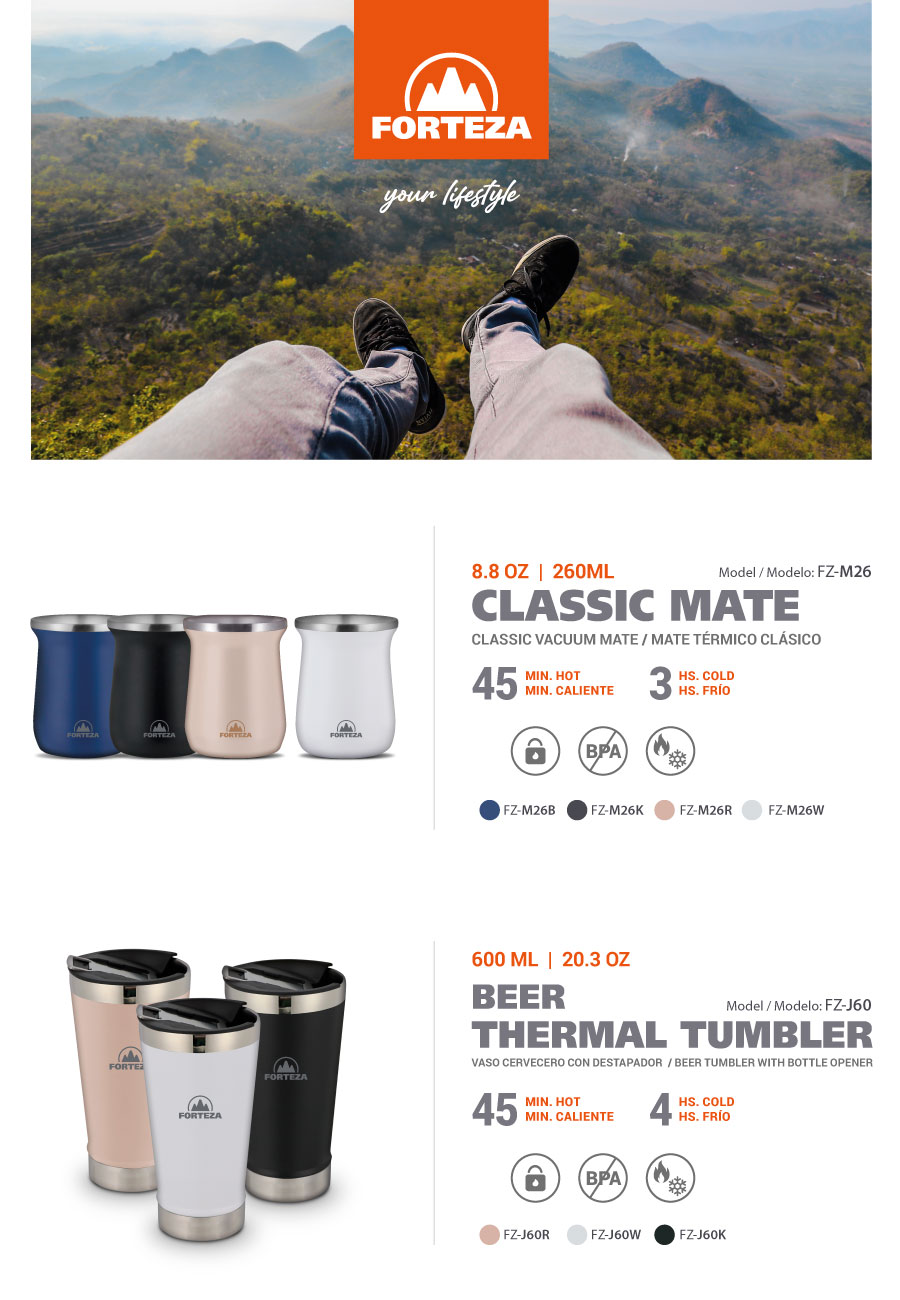 FORTEZA
your lifestyle
8.8 OZ | 260ML
Model / Modelo: FZ-M26
CLASSIC MATE
CLASSIC VACUUM MATE / MATE TÉRMICO CLÁSICO
45 MIN. HOT
MIN. CALIENTE
3 HS. COLD
HS. FRÍO
BPA
FZ-M26B FZ-M26K FZ-M26R FZ-M26W
FORTEZA FORTEZA FORTEZA FORTEZA
600 ML | 20.3 OZ
BEER
Model / Modelo: FZ-J60
THERMAL TUMBLER
VASO CERVECERO CON DESTAPADOR / BEER TUMBLER WITH BOTTLE OPENER
45 MIN. HOT
MIN. CALIENTE
4 HS. COLD
HS. FRÍO
BPA
FZ-J60R FZ-J60W FZ-J60K
FORTEZ
FORTEZA
FORTEZA